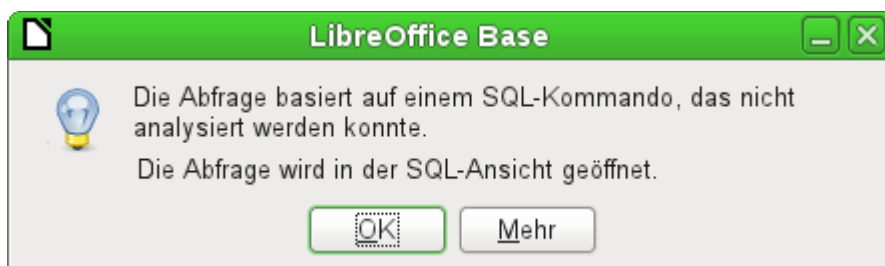 LibreOffice Base
Die Abfrage basiert auf einem SQL-Kommando, das nicht
analysiert werden konnte.
Die Abfrage wird in der SQL-Ansicht geöffnet.
OK
Mehr